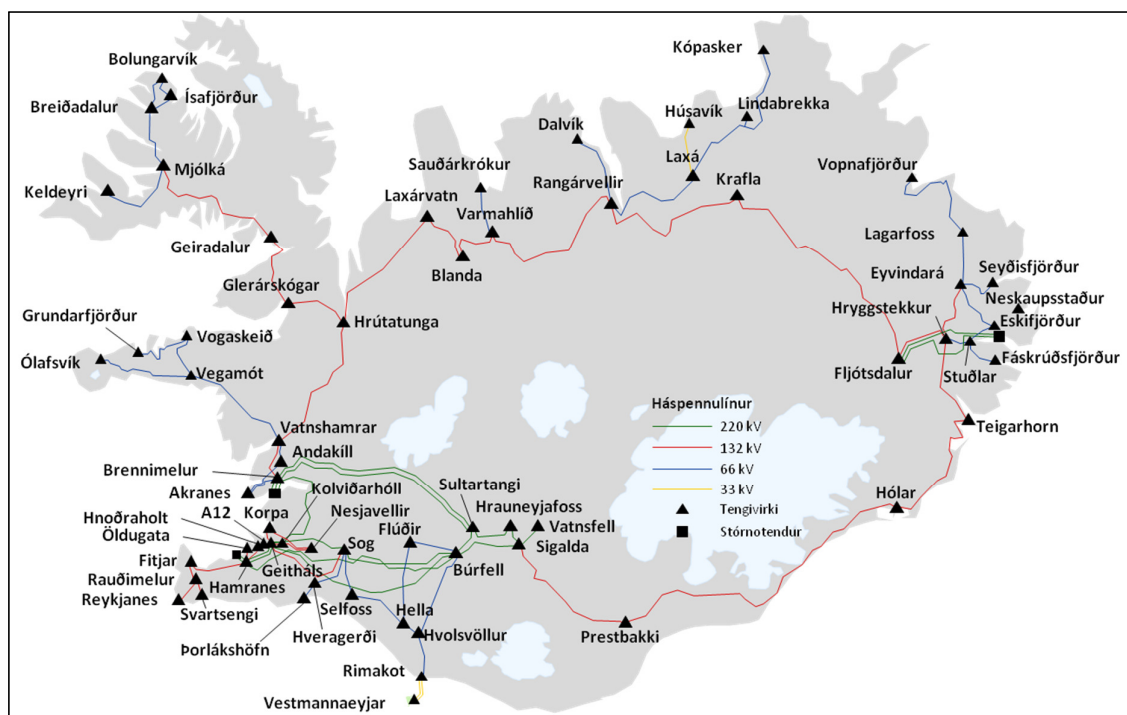 Kópasker
Bolungarvík
Ísafjörður
Breiðadalur
Húsavík
Lindabrekka
Dalvík
Mjólká
Sauðárkrókur
Laxá
Vopnafjörður
Keldeyri
Rangárvellir
Krafla
Laxárvatn
Varmahlíð
Geiradalur
Lagarfoss
Blanda
Glerárskógar
Eyvindará
Seyðisfjörður
Neskaupsstaður
Grundarfjörður
Vogaskeið
Hrútatunga
Hryggstekkur
Eskifjörður
Ólafsvík
Fáskrúðsfjörður
Vegamót
Fljótsdalur
Stuðlar
Háspennulínur
220 kV
132 kV
66 kV
33 kV
Tengivirki
Stórnotendur
Teigarhorn
Vatnshamrar
Andakíll
Brennimelur
Kolviðarhóll
Sultartangi
Akranes
Hrauneyjafoss
Hólar
A12
Korpa
Nesjavellir
Flúðir
Vatnsfell
Hnoðraholt
Öldugata
Sog
Sigalda
Fitjar
Geitháls
Búrfell
Rauðimelur
Hamranes
Reykjanes
Svartsengi
Selfoss
Hella
Þorlákshöfn
Hveragerði
Hvolsvöllur
Prestbakki
Rimakot
Vestmannaeyjar